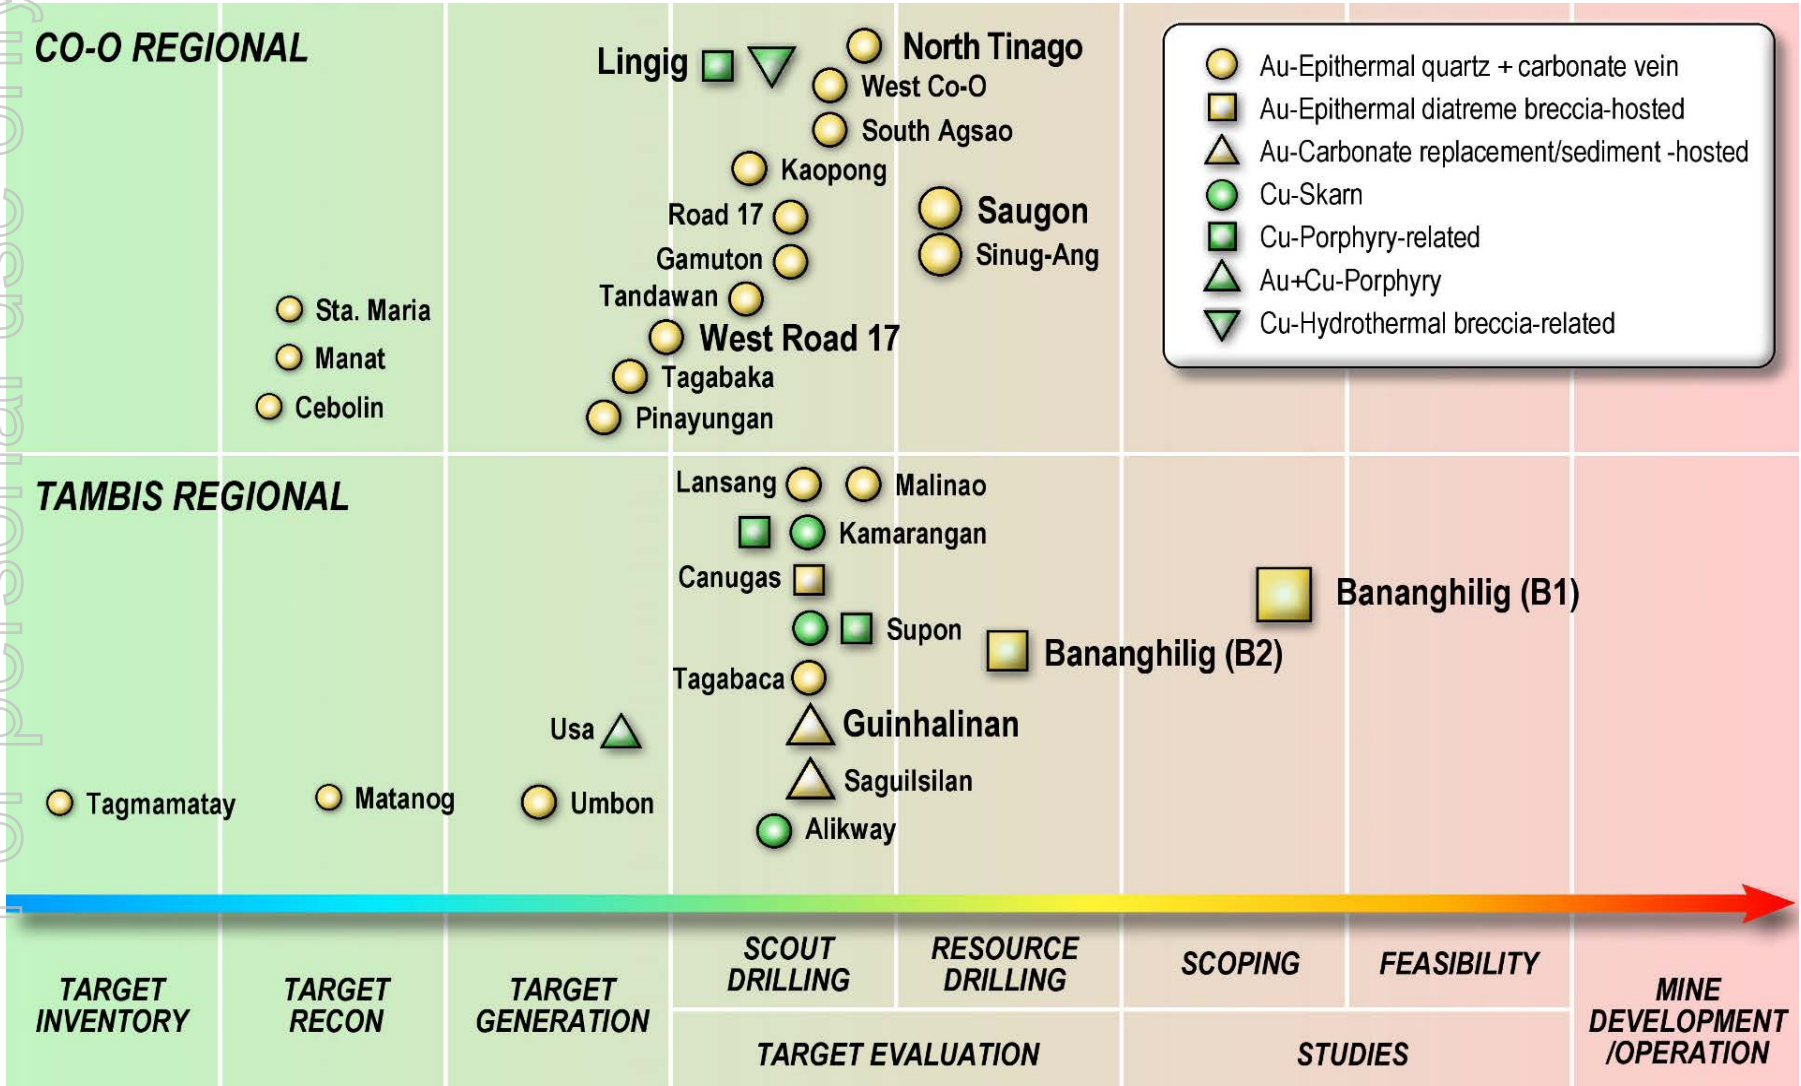 For personal use only
CO-O REGIONAL
Lingig
North Tinago
West Co-O
South Agsao
Kaopong
Road 17
Saugon
Gamuton
Sinug-Ang
Tandawan
Sta. Maria
West Road 17
Manat
Tagabaka
Cebolin
Pinayungan
Au-Epithermal quartz + carbonate vein
Au-Epithermal diatreme breccia-hosted
Au-Carbonate replacement/sediment -hosted
Cu-Skarn
Cu-Porphyry-related
Au+Cu-Porphyry
Cu-Hydrothermal breccia-related
TAMBIS REGIONAL
Lansang
Malinao
Kamarangan
Canugas
Bananghilig (B1)
Supon
Bananghilig (B2)
Tagabaca
Guinhalinan
Usa
Saguilsilan
Tagmamatay
Matanog
Umbon
Alikway
TARGET
INVENTORY
TARGET
RECON
TARGET
GENERATION
SCOUT
DRILLING
RESOURCE
DRILLING
TARGET EVALUATION
SCOPING
FEASIBILITY
STUDIES
MINE
DEVELOPMENT
/OPERATION